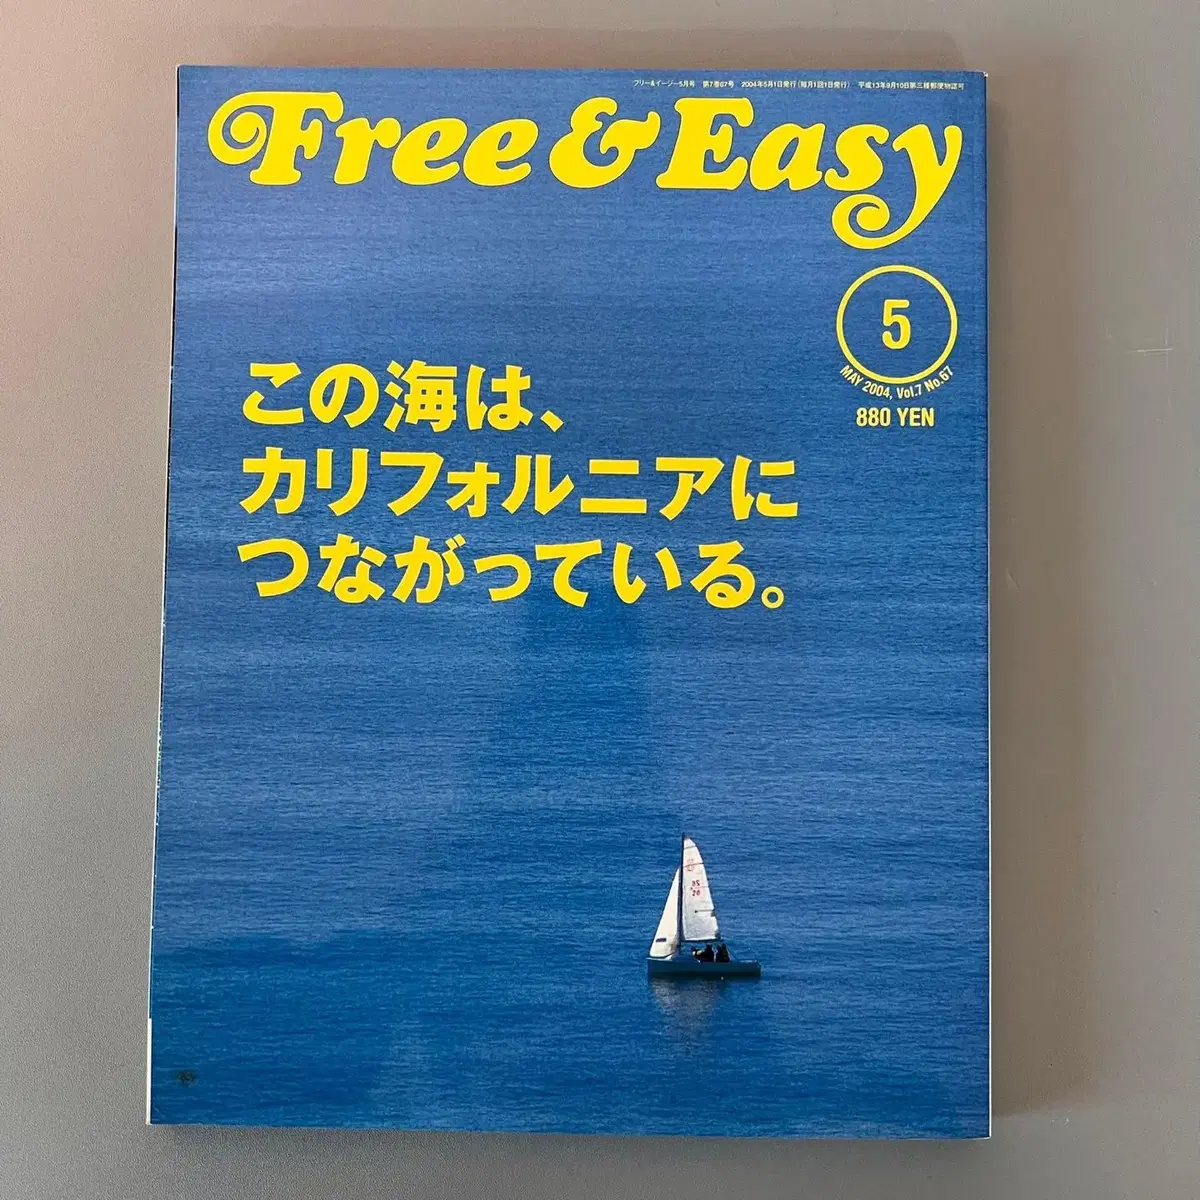 フリー&イージー5月号 第7巻67号 2004年5月1日発行(毎月1回1日発行) 平成13年8月10日第三種郵便物認可
Free & Easy
5
MAY 2004, Vol.7 No.67
880 YEN
この海は、
カリフォルニアに
つながっている。